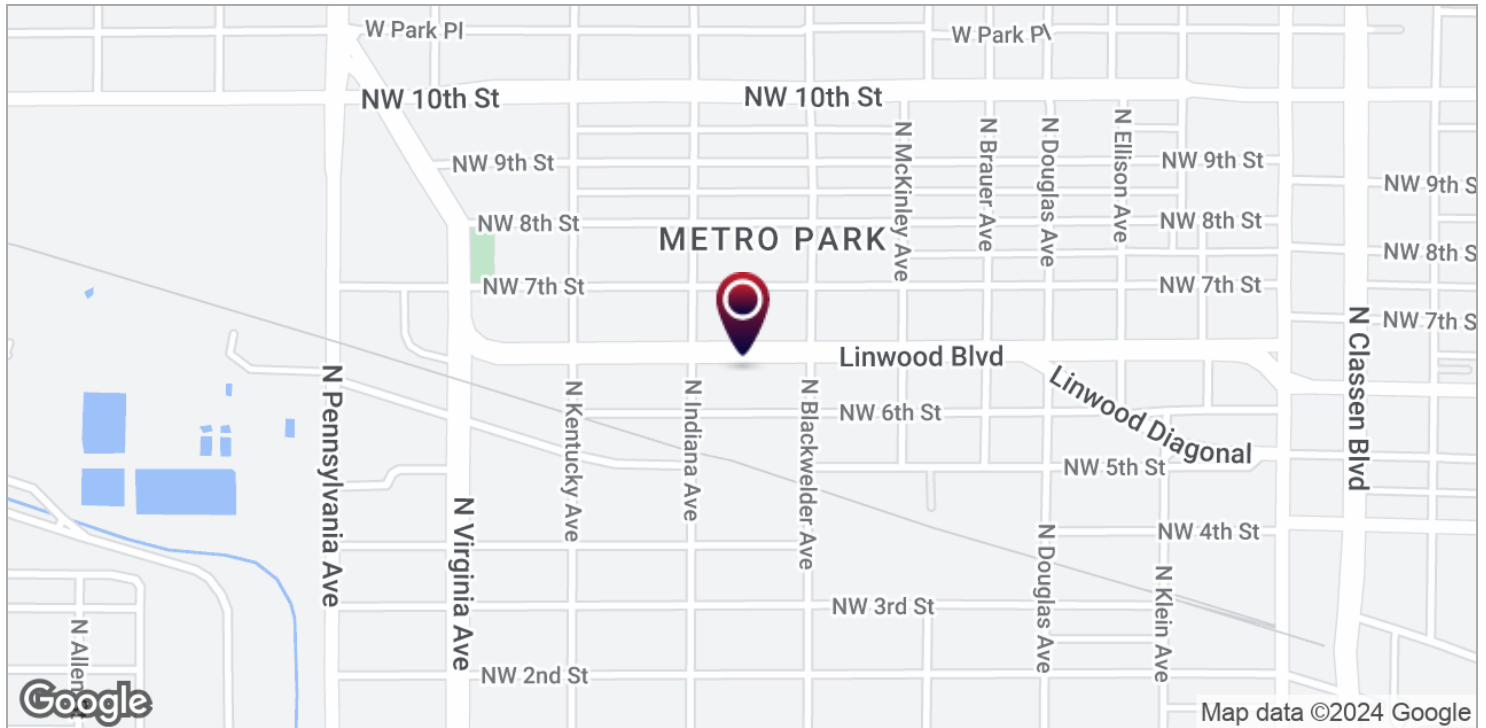 W Park Pl
W Park Pl
NW 10th St
NW 10th St
N McKinley Ave
N Brauer Ave
N Douglas Ave
N Ellison Ave
NW 9th St
NW 9th St
NW 9th S
NW 8th St
NW 8th St
METRO PARK
NW 8th S
NW 7th St
NW 7th St
NW 7th S
N Classen Blvd
Linwood Blvd
Linwood Diagonal
N Pennsylvania Ave
N Kentucky Ave
N Indiana Ave
N Blackwelder Ave
NW 6th St
NW 5th St
N Virginia Ave
NW 4th St
N Douglas Ave
N Klein Ave
NW 3rd St
N Allen
NW 2nd St
Google
Map data ©2024 Google